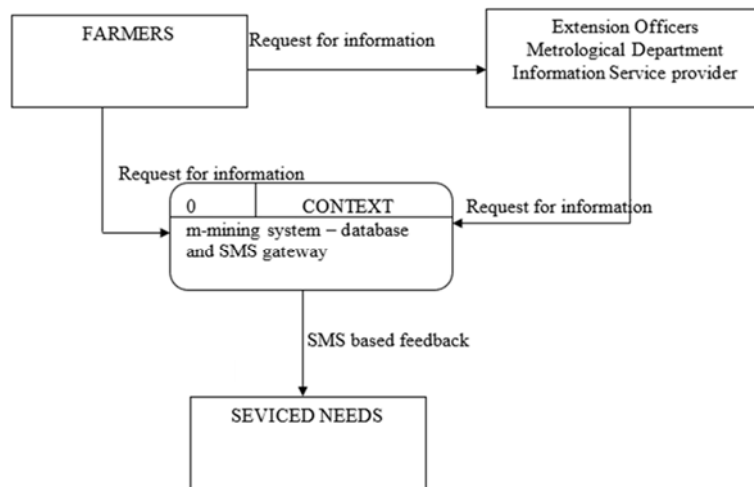 FARMERS
Request for information
Extension Officers
Metrological Department
Information Service provider
Request for information
0
CONTEXT
Request for information
m-mining system – database
and SMS gateway
SMS based feedback
SEVICED NEEDS